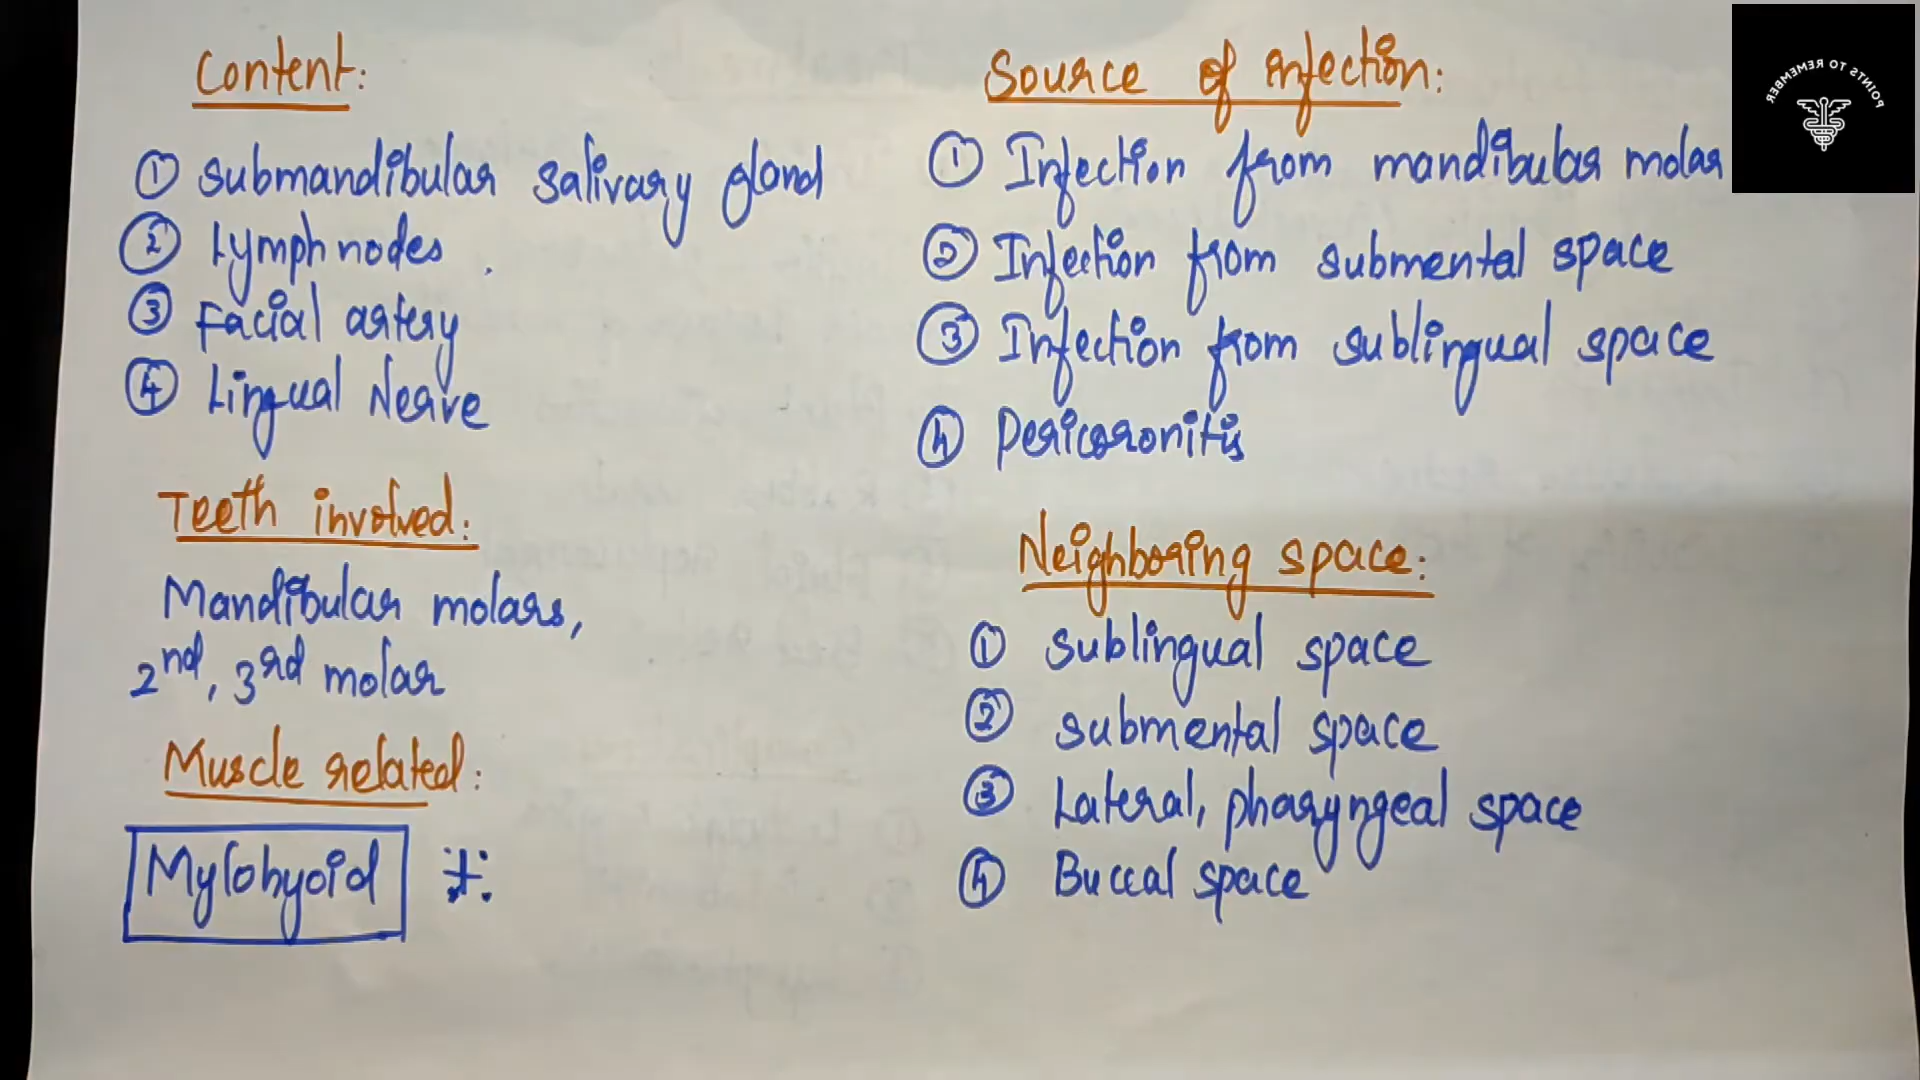 Content:
① Submandibular salivary gland
② Lymph nodes
③ Facial artery
④ Lingual Nerve
Teeth involved:
Mandibular molars,
2nd, 3rd molar
Muscle related:
Mylohyoid
Source of infection:
① Infection from mandibular molar
② Infection from submental space
③ Infection from sublingual space
④ Pericoronitis
Neighboring space:
① sublingual space
② submental space
③ Lateral, pharyngeal space
④ Buccal space
POINTS TO REMEMBER